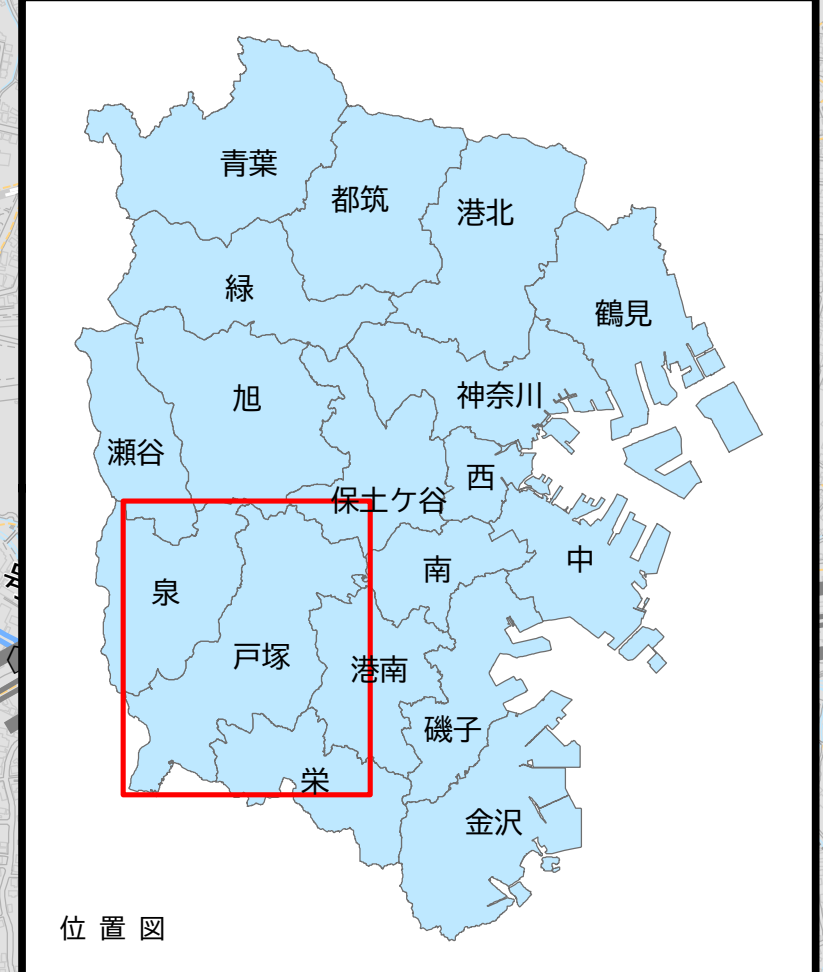 青葉
都筑
港北
緑
鶴見
旭
神奈川
瀬谷
西
保土ケ谷
南
中
泉
戸塚
港南
磯子
栄
金沢
位置図